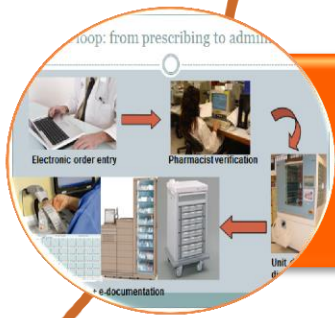 loop: from prescribing to admin
Electronic order entry
Pharmacist verification
Unit
+ e-documentation